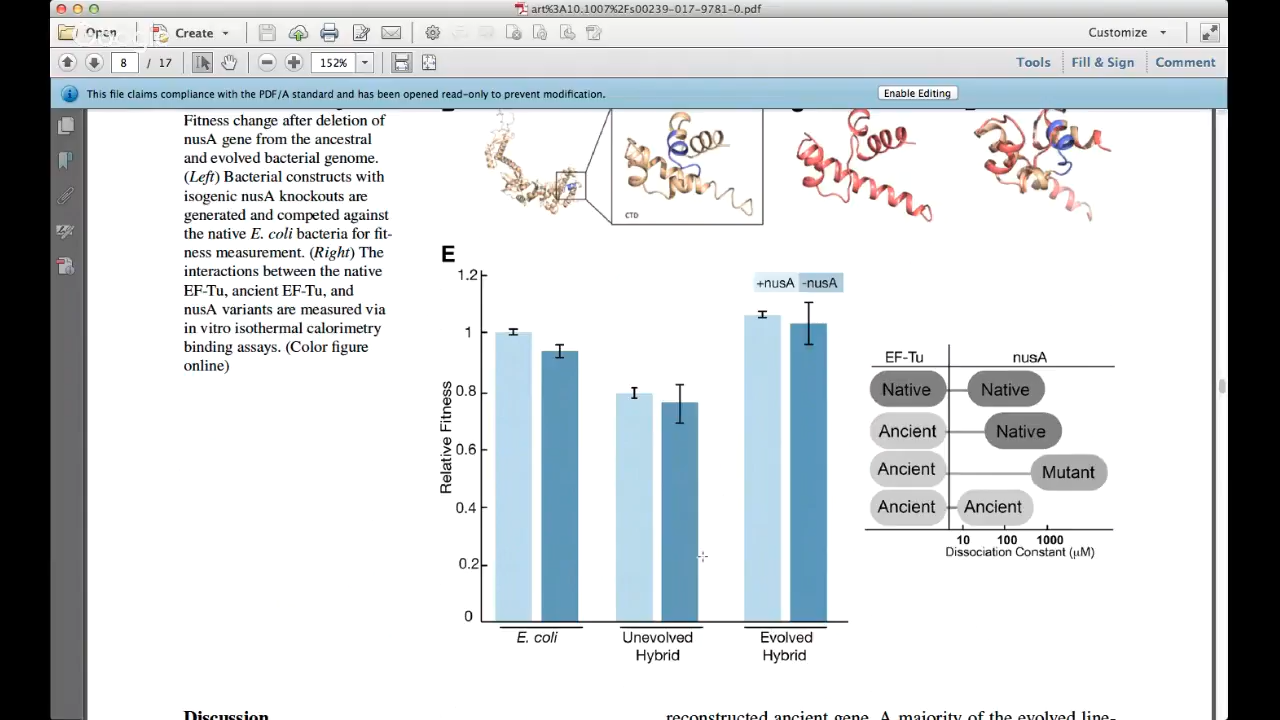 art%3A10.1007%2Fs00239-017-9781-0.pdf
Open
Create
Customize
8 / 17
152%
Tools
Fill & Sign
Comment
This file claims compliance with the PDF/A standard and has been opened read-only to prevent modification.
Enable Editing
Fitness change after deletion of
nusA gene from the ancestral
and evolved bacterial genome.
(Left) Bacterial constructs with
isogenic nusA knockouts are
generated and competed against
the native E. coli bacteria for fit-
ness measurement. (Right) The
interactions between the native
EF-Tu, ancient EF-Tu, and
nusA variants are measured via
in vitro isothermal calorimetry
binding assays. (Color figure
online)
CTD
E
+nusA -nusA
1.2
1
0.8
0.6
0.4
0.2
0
Relative Fitness
E. coli
Unevolved
Hybrid
Evolved
Hybrid
EF-Tu nusA
Native Native
Ancient Native
Ancient Mutant
Ancient Ancient
10 100 1000
Dissociation Constant (μM)
Discussion
reconstructed ancient gene. A majority of the evolved line-